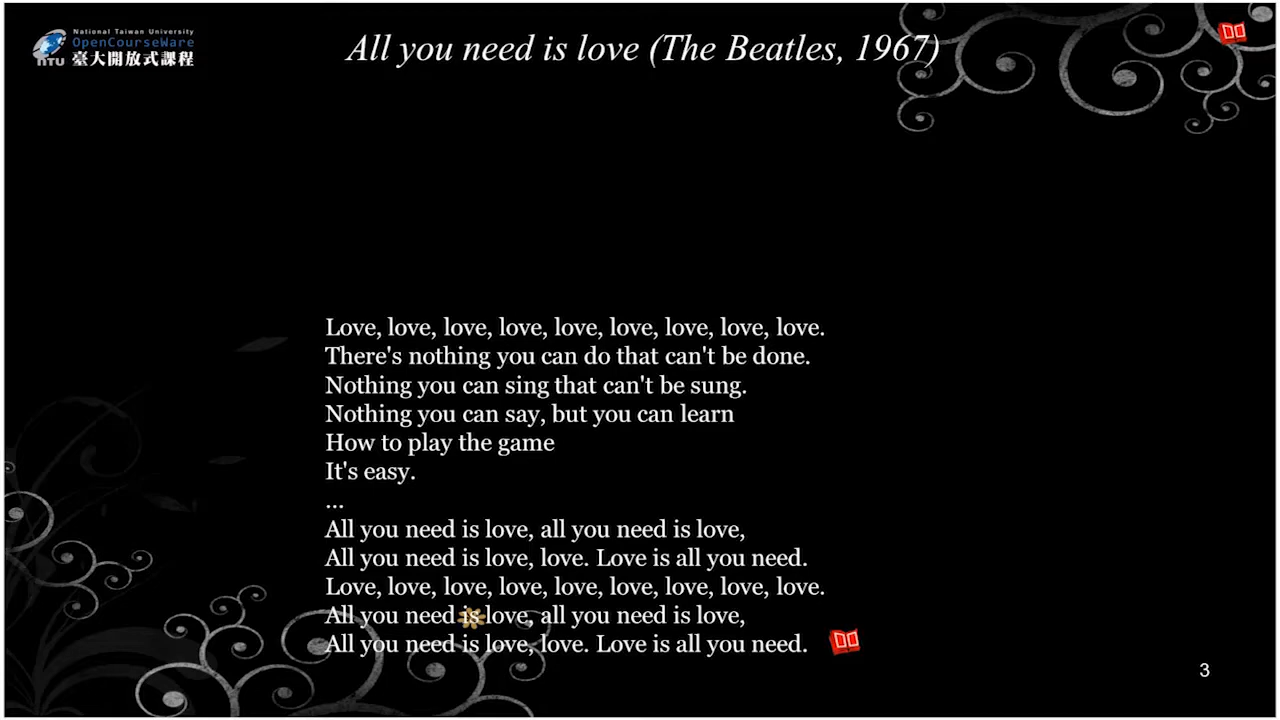 National Taiwan University
OpenCourseWare
NTU 臺大開放式課程
All you need is love (The Beatles, 1967)
Love, love, love, love, love, love, love, love, love.
There's nothing you can do that can't be done.
Nothing you can sing that can't be sung.
Nothing you can say, but you can learn
How to play the game
It's easy.
...
All you need is love, all you need is love,
All you need is love, love. Love is all you need.
Love, love, love, love, love, love, love, love, love.
All you need is love, all you need is love,
All you need is love, love. Love is all you need.
3